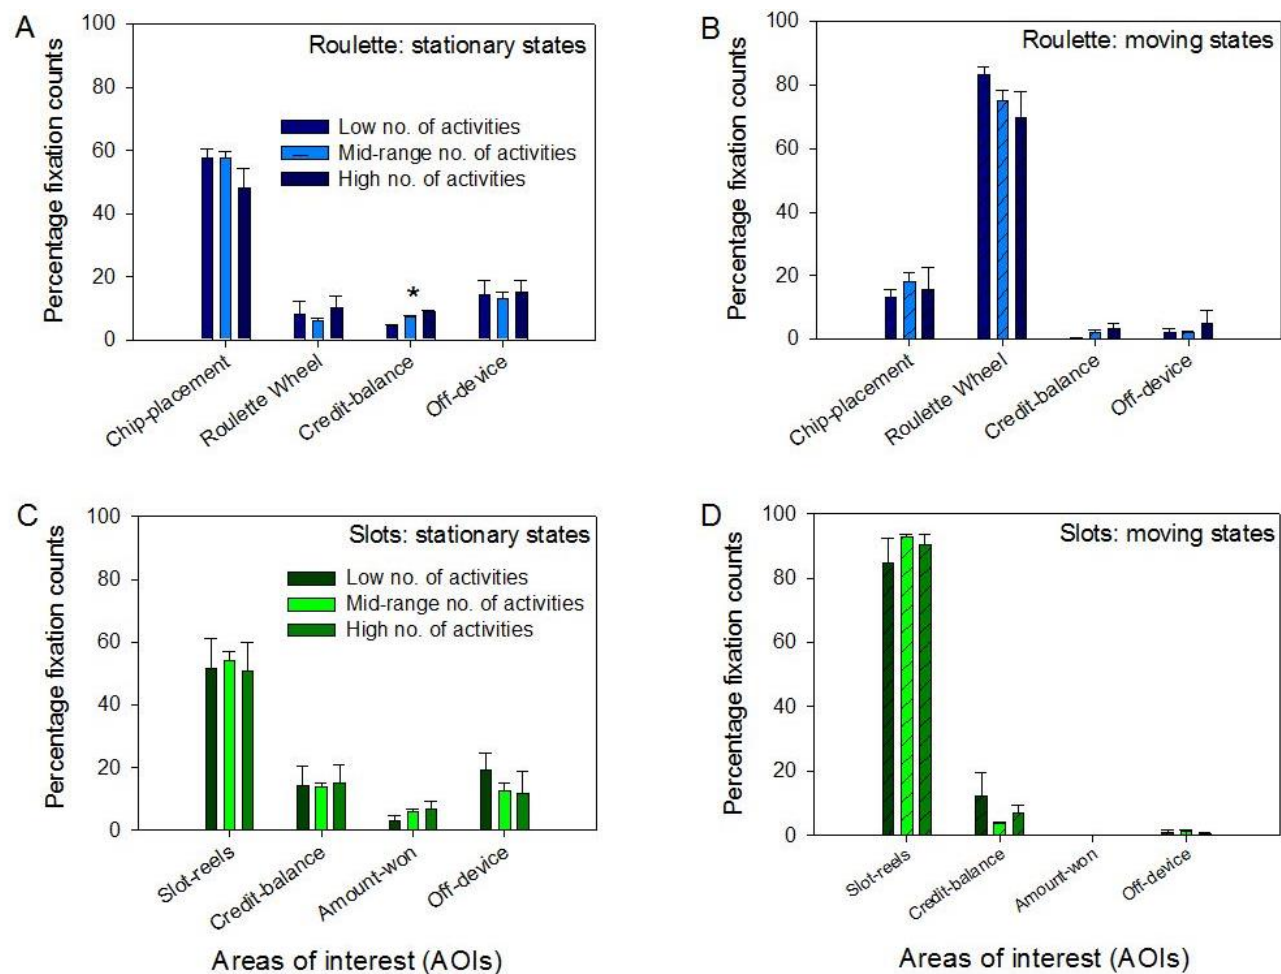 A
Roulette: stationary states
Percentage fixation counts
100
80
60
40
20
0
Low no. of activities
Mid-range no. of activities
High no. of activities
*
Chip-placement
Roulette Wheel
Credit-balance
Off-device
B
Roulette: moving states
Percentage fixation counts
100
80
60
40
20
0
Chip-placement
Roulette Wheel
Credit-balance
Off-device
C
Slots: stationary states
Percentage fixation counts
100
80
60
40
20
0
Low no. of activities
Mid-range no. of activities
High no. of activities
Slot-reels
Credit-balance
Amount-won
Off-device
Areas of interest (AOIs)
D
Slots: moving states
Percentage fixation counts
100
80
60
40
20
0
Slot-reels
Credit-balance
Amount-won
Off-device
Areas of interest (AOIs)